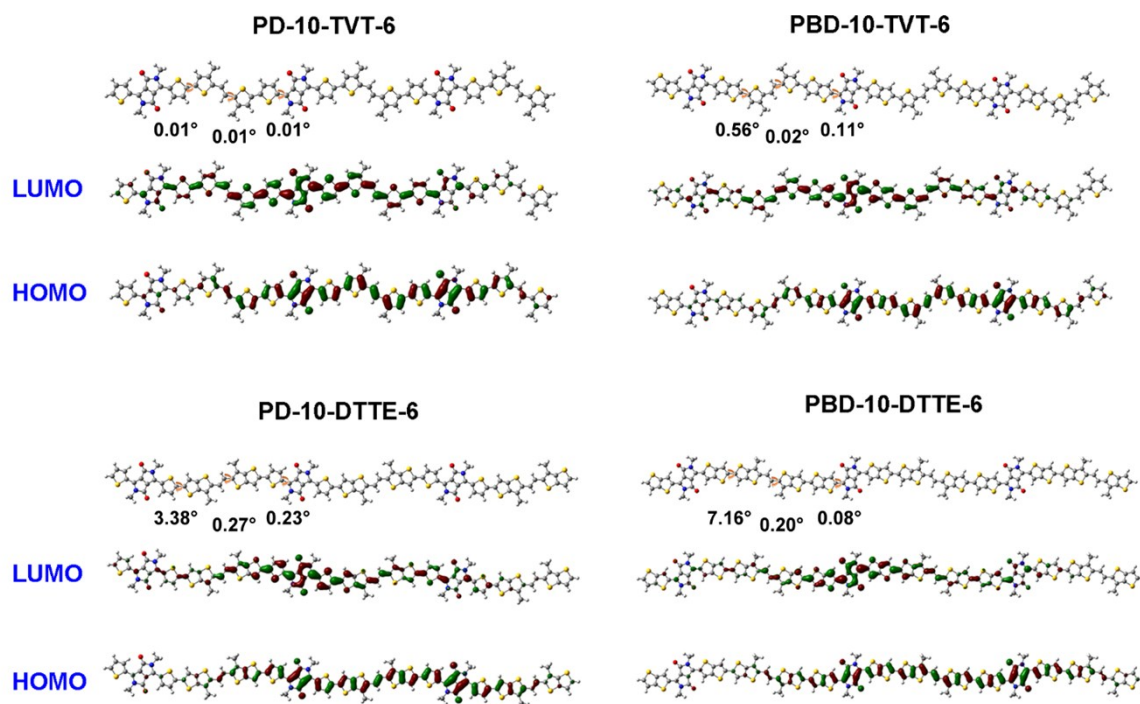 PD-10-TVT-6
PBD-10-TVT-6
0.01°
0.01°
0.01°
0.56°
0.02°
0.11°
LUMO
HOMO
PD-10-DTTE-6
PBD-10-DTTE-6
3.38°
0.27°
0.23°
7.16°
0.20°
0.08°
LUMO
HOMO